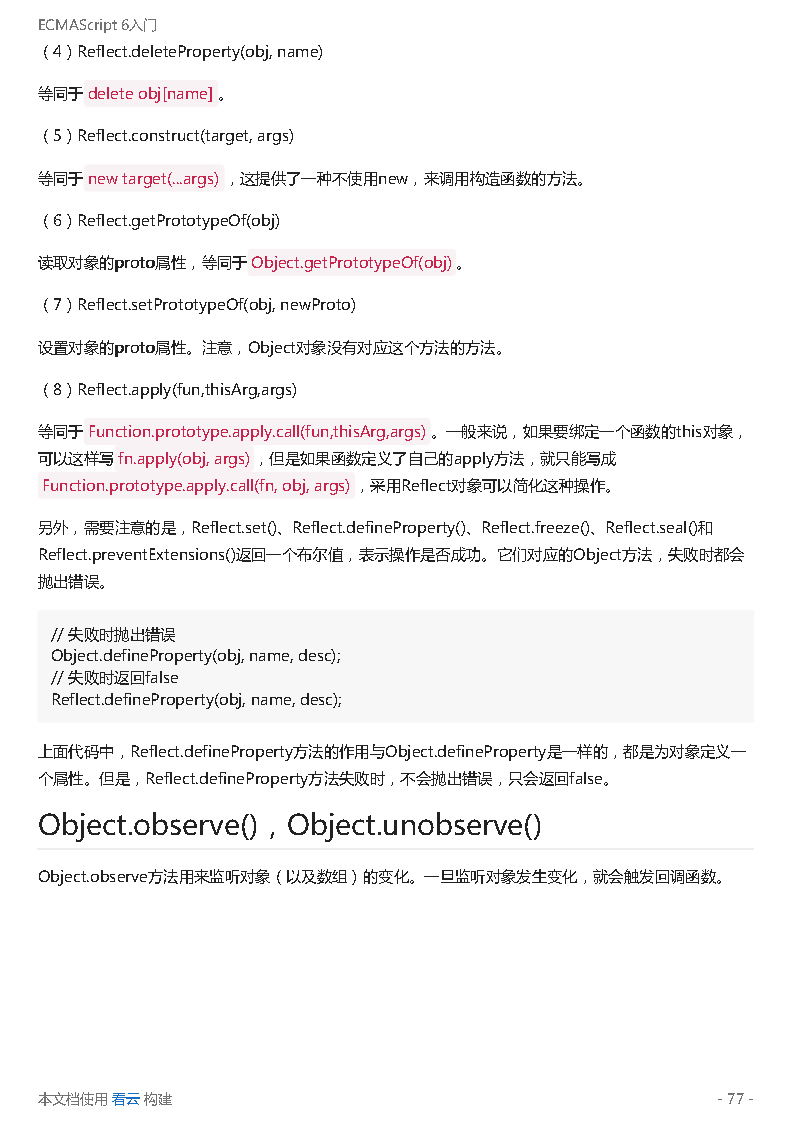 ECMAScript 6入门
（4）Reflect.deleteProperty(obj, name)
等同于 delete obj[name] 。
（5）Reflect.construct(target, args)
等同于 new target(...args) ，这提供了一种不使用new，来调用构造函数的方法。
（6）Reflect.getPrototypeOf(obj)
读取对象的proto属性，等同于 Object.getPrototypeOf(obj) 。
（7）Reflect.setPrototypeOf(obj, newProto)
设置对象的proto属性。注意，Object对象没有对应这个方法的方法。
（8）Reflect.apply(fun,thisArg,args)
等同于 Function.prototype.apply.call(fun,thisArg,args) 。一般来说，如果要绑定一个函数的this对象，
可以这样写 fn.apply(obj, args) ，但是如果函数定义了自己的apply方法，就只能写成
Function.prototype.apply.call(fn, obj, args) ，采用Reflect对象可以简化这种操作。
另外，需要注意的是，Reflect.set()、Reflect.defineProperty()、Reflect.freeze()、Reflect.seal()和
Reflect.preventExtensions()返回一个布尔值，表示操作是否成功。它们对应的Object方法，失败时都会
抛出错误。
// 失败时抛出错误
Object.defineProperty(obj, name, desc);
// 失败时返回false
Reflect.defineProperty(obj, name, desc);
上面代码中，Reflect.defineProperty方法的作用与Object.defineProperty是一样的，都是为对象定义一
个属性。但是，Reflect.defineProperty方法失败时，不会抛出错误，只会返回false。
Object.observe()，Object.unobserve()
Object.observe方法用来监听对象（以及数组）的变化。一旦监听对象发生变化，就会触发回调函数。
本文档使用 看云 构建
- 77 -